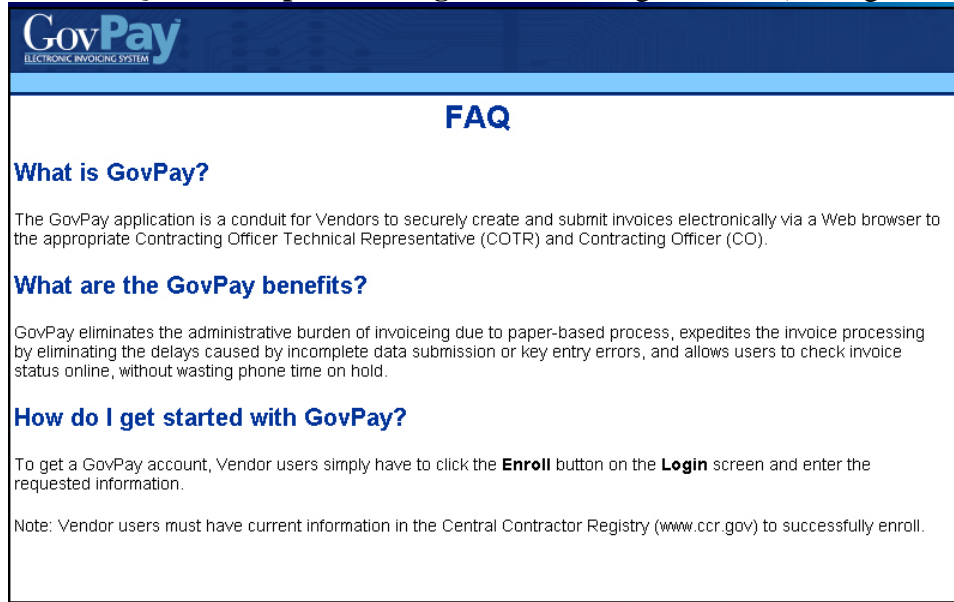 GovPay
ELECTRONIC INVOICING SYSTEM
FAQ
What is GovPay?
The GovPay application is a conduit for Vendors to securely create and submit invoices electronically via a Web browser to
the appropriate Contracting Officer Technical Representative (COTR) and Contracting Officer (CO).
What are the GovPay benefits?
GovPay eliminates the administrative burden of invoiceing due to paper-based process, expedites the invoice processing
by eliminating the delays caused by incomplete data submission or key entry errors, and allows users to check invoice
status online, without wasting phone time on hold.
How do I get started with GovPay?
To get a GovPay account, Vendor users simply have to click the Enroll button on the Login screen and enter the
requested information.
Note: Vendor users must have current information in the Central Contractor Registry (www.ccr.gov) to successfully enroll.